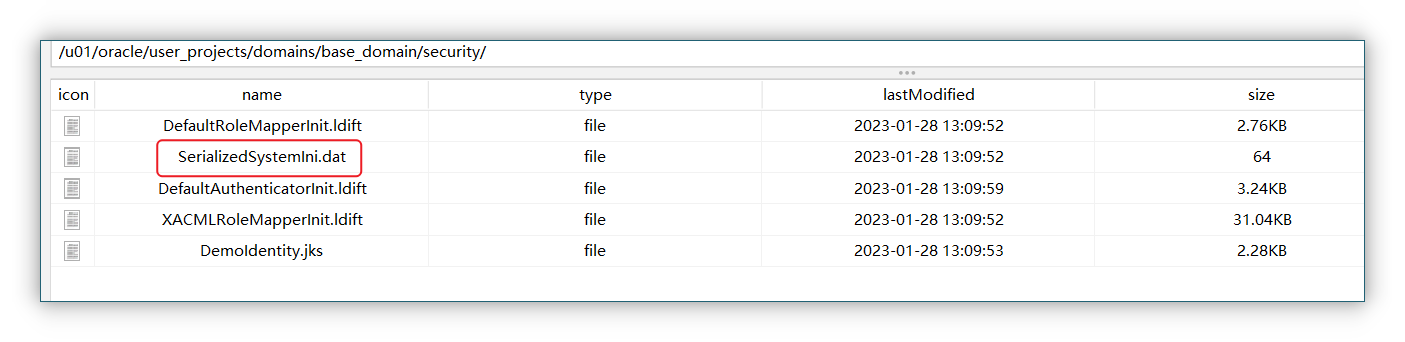 /u01/oracle/user_projects/domains/base_domain/security/
icon name type lastModified size
DefaultRoleMapperInit.ldift file 2023-01-28 13:09:52 2.76KB
SerializedSystemIni.dat file 2023-01-28 13:09:52 64
DefaultAuthenticatorInit.ldift file 2023-01-28 13:09:59 3.24KB
XACMLRoleMapperInit.ldift file 2023-01-28 13:09:52 31.04KB
DemoIdentity.jks file 2023-01-28 13:09:53 2.28KB